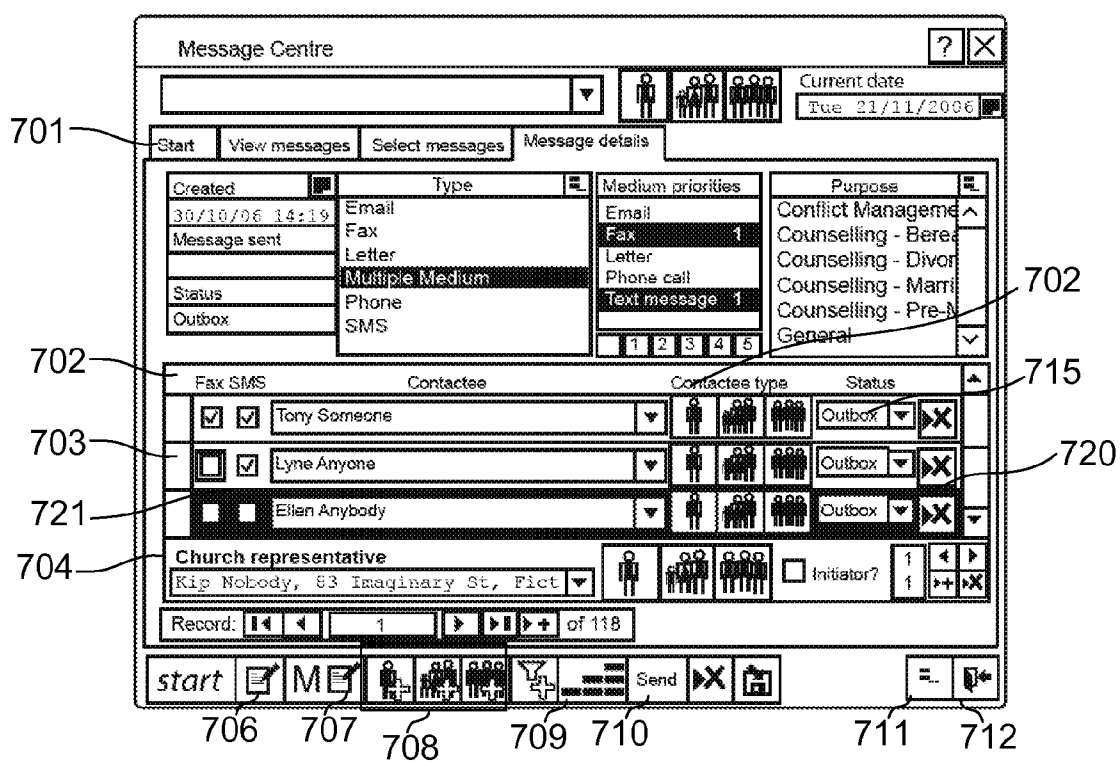 Message Centre ?
Current date
Tue 21/11/2006
701
Start View messages Select messages Message details
Created Type Medium priorities Purpose
30/10/06 14:19 Email Email Conflict Manageme
Message sent Fax Fax 1 Counselling - Berea
Letter Letter Counselling - Divor
Status Multiple Medium Phone call Counselling - Marri
Outbox Phone Text message 1 Counselling - Pre-M
SMS 1 2 3 4 5 General
702
702 Fax SMS Contactee Contactee type Status 715
Tony Someone Outbox
703 Lyne Anyone Outbox 720
721 Ellen Anybody Outbox
704 Church representative
Kip Nobody, 83 Imaginary St, Fict Initiator? 1 1
Record: 1 of 118
start M Send
706 707 708 709 710 711 712